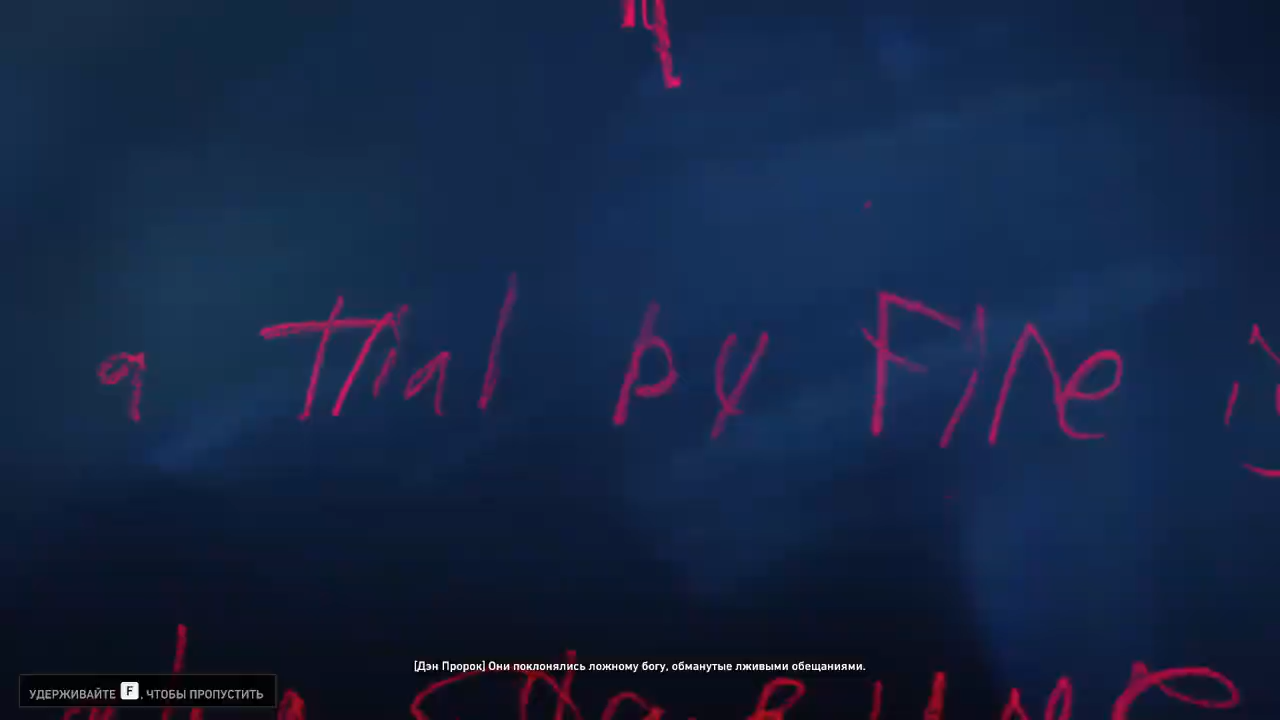 a Trial by Fire
[Дэн Пророк] Они поклонялись ложному богу, обманутые лживыми обещаниями.
УДЕРЖИВАЙТЕ F, ЧТОБЫ ПРОПУСТИТЬ